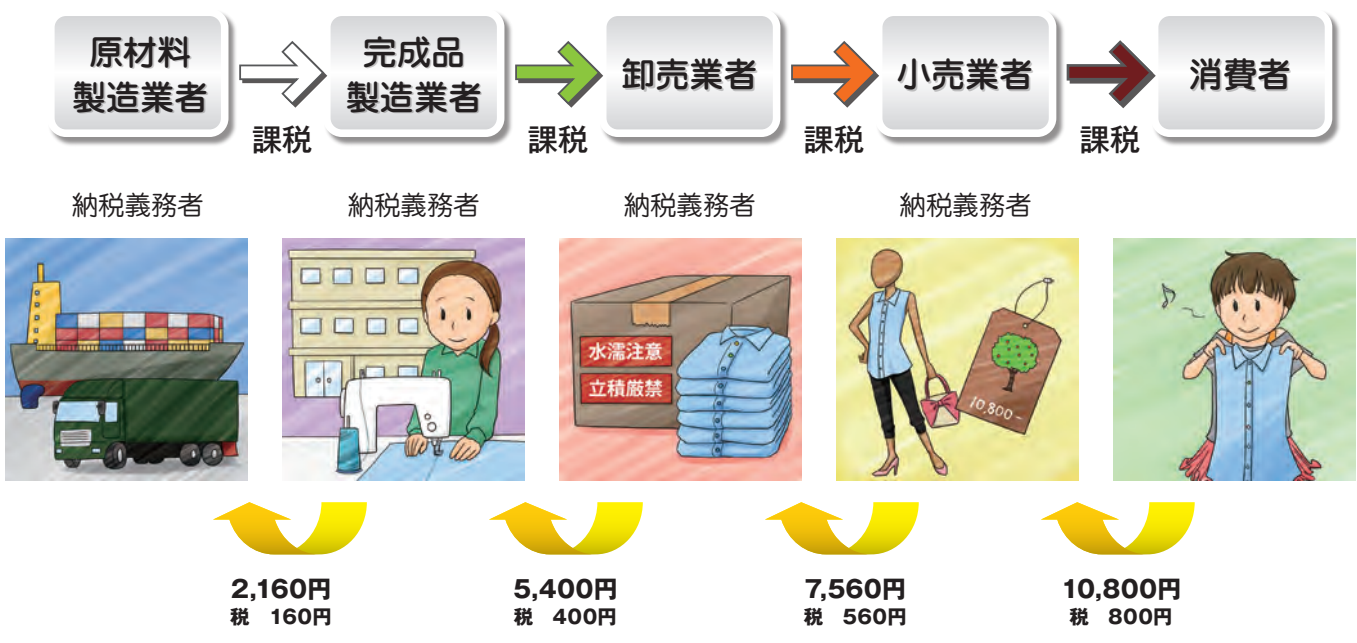 原材料
製造業者
完成品
製造業者
卸売業者
小売業者
消費者
課税
課税
課税
課税
納税義務者
納税義務者
納税義務者
納税義務者
水濡注意
立積厳禁
10,800-
2,160円
税 160円
5,400円
税 400円
7,560円
税 560円
10,800円
税 800円